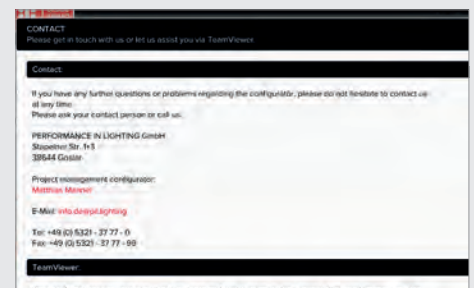 CONTACT
Please get in touch with us or let us assist you via TeamViewer
Contact:
If you have any further questions or problems regarding the configurator, please do not hesitate to contact us
at any time.
Please ask your contact person or call us.
PERFORMANCE IN LIGHTING GmbH
Str. 1+3
38644 Goslar
Project management configurator:
Matthias
E-Mail: info.de@pil.lighting
Tel: +49 (0) 5321 - 37 77 - 0
Fax: +49 (0) 5321 - 37 77 - 99
TeamViewer: